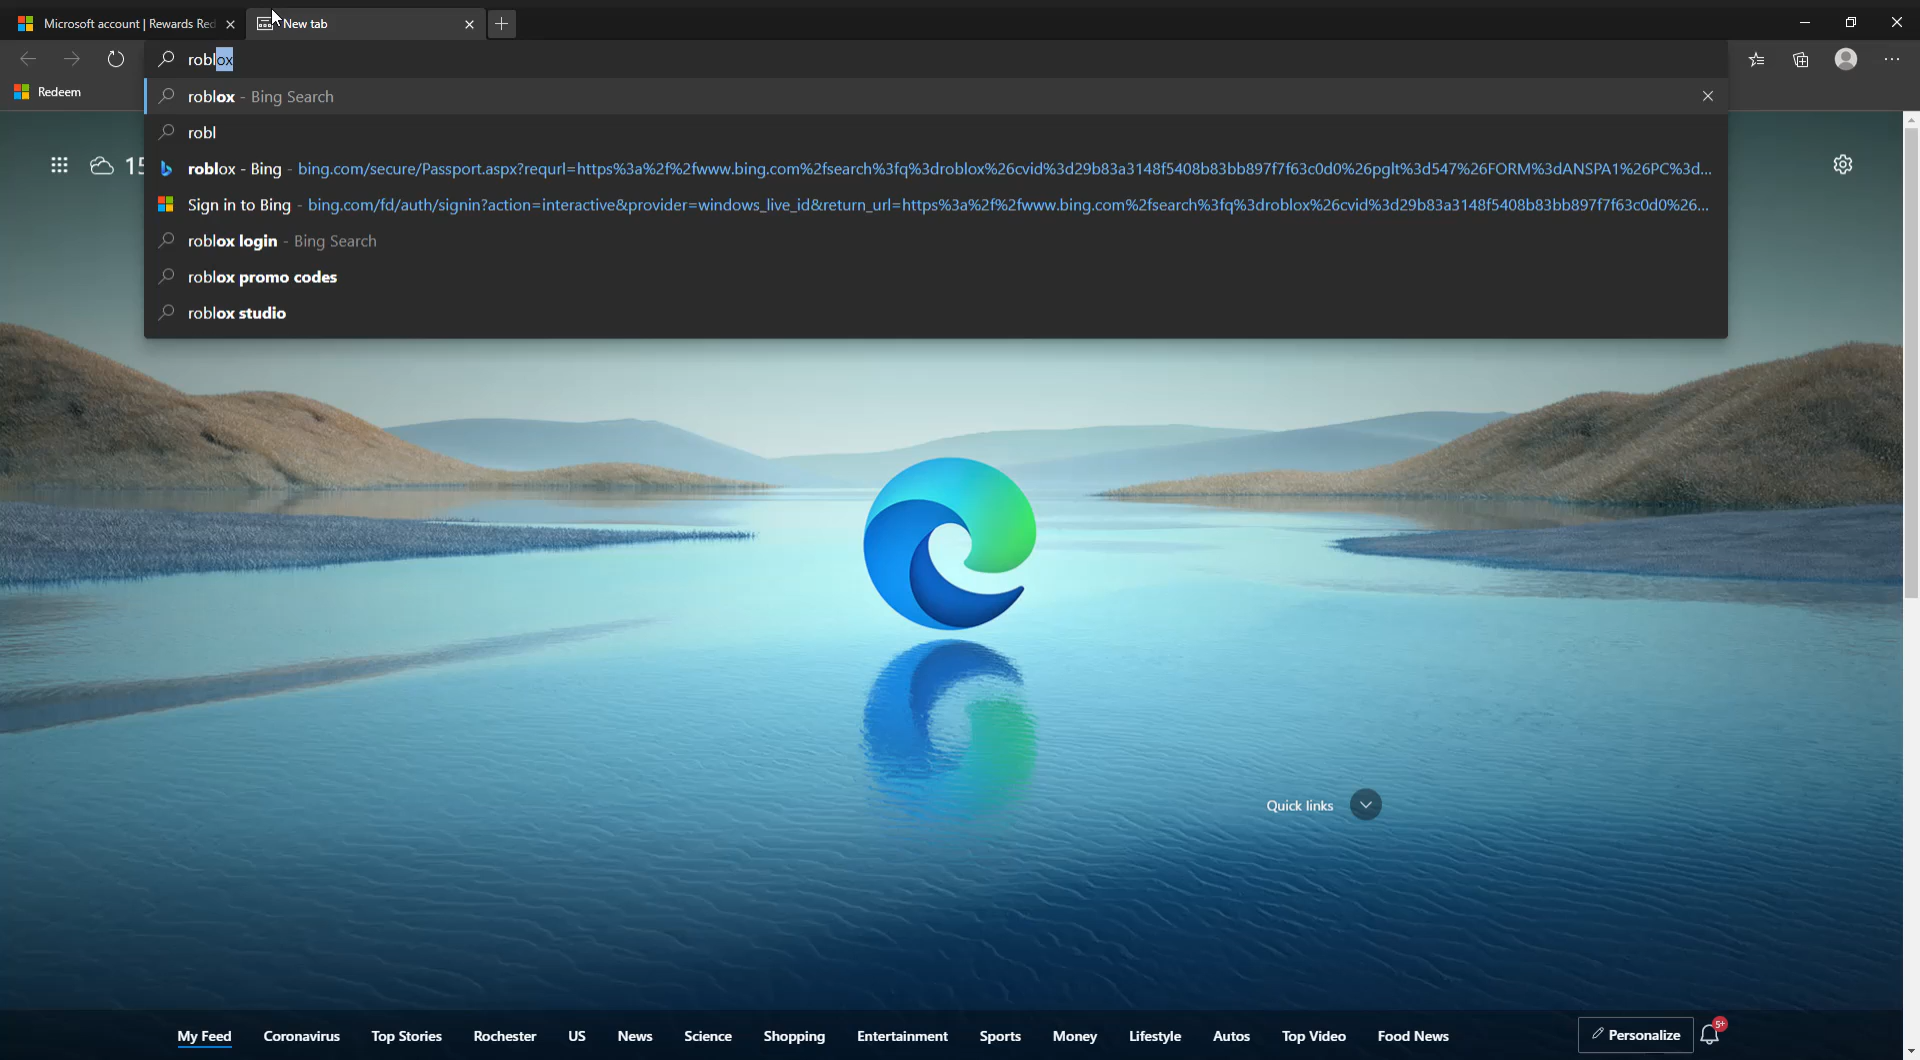 Microsoft account | Rewards Red
New tab
roblox
Redeem
roblox - Bing Search
robl
15
roblox - Bing - bing.com/secure/Passport.aspx?requrl=https%3a%2f%2fwww.bing.com%2fsearch%3fq%3droblox%26cvid%3d29b83a3148f5408b83bb897f7f63c0d0%26pglt%3d547%26FORM%3dANSPA1%26PC%3d...
Sign in to Bing - bing.com/fd/auth/signin?action=interactive&provider=windows_live_id&return_url=https%3a%2f%2fwww.bing.com%2fsearch%3fq%3droblox%26cvid%3d29b83a3148f5408b83bb897f7f63c0d0%26...
roblox login - Bing Search
roblox promo codes
roblox studio
Quick links
My Feed Coronavirus Top Stories Rochester US News Science Shopping Entertainment Sports Money Lifestyle Autos Top Video Food News Personalize 5+